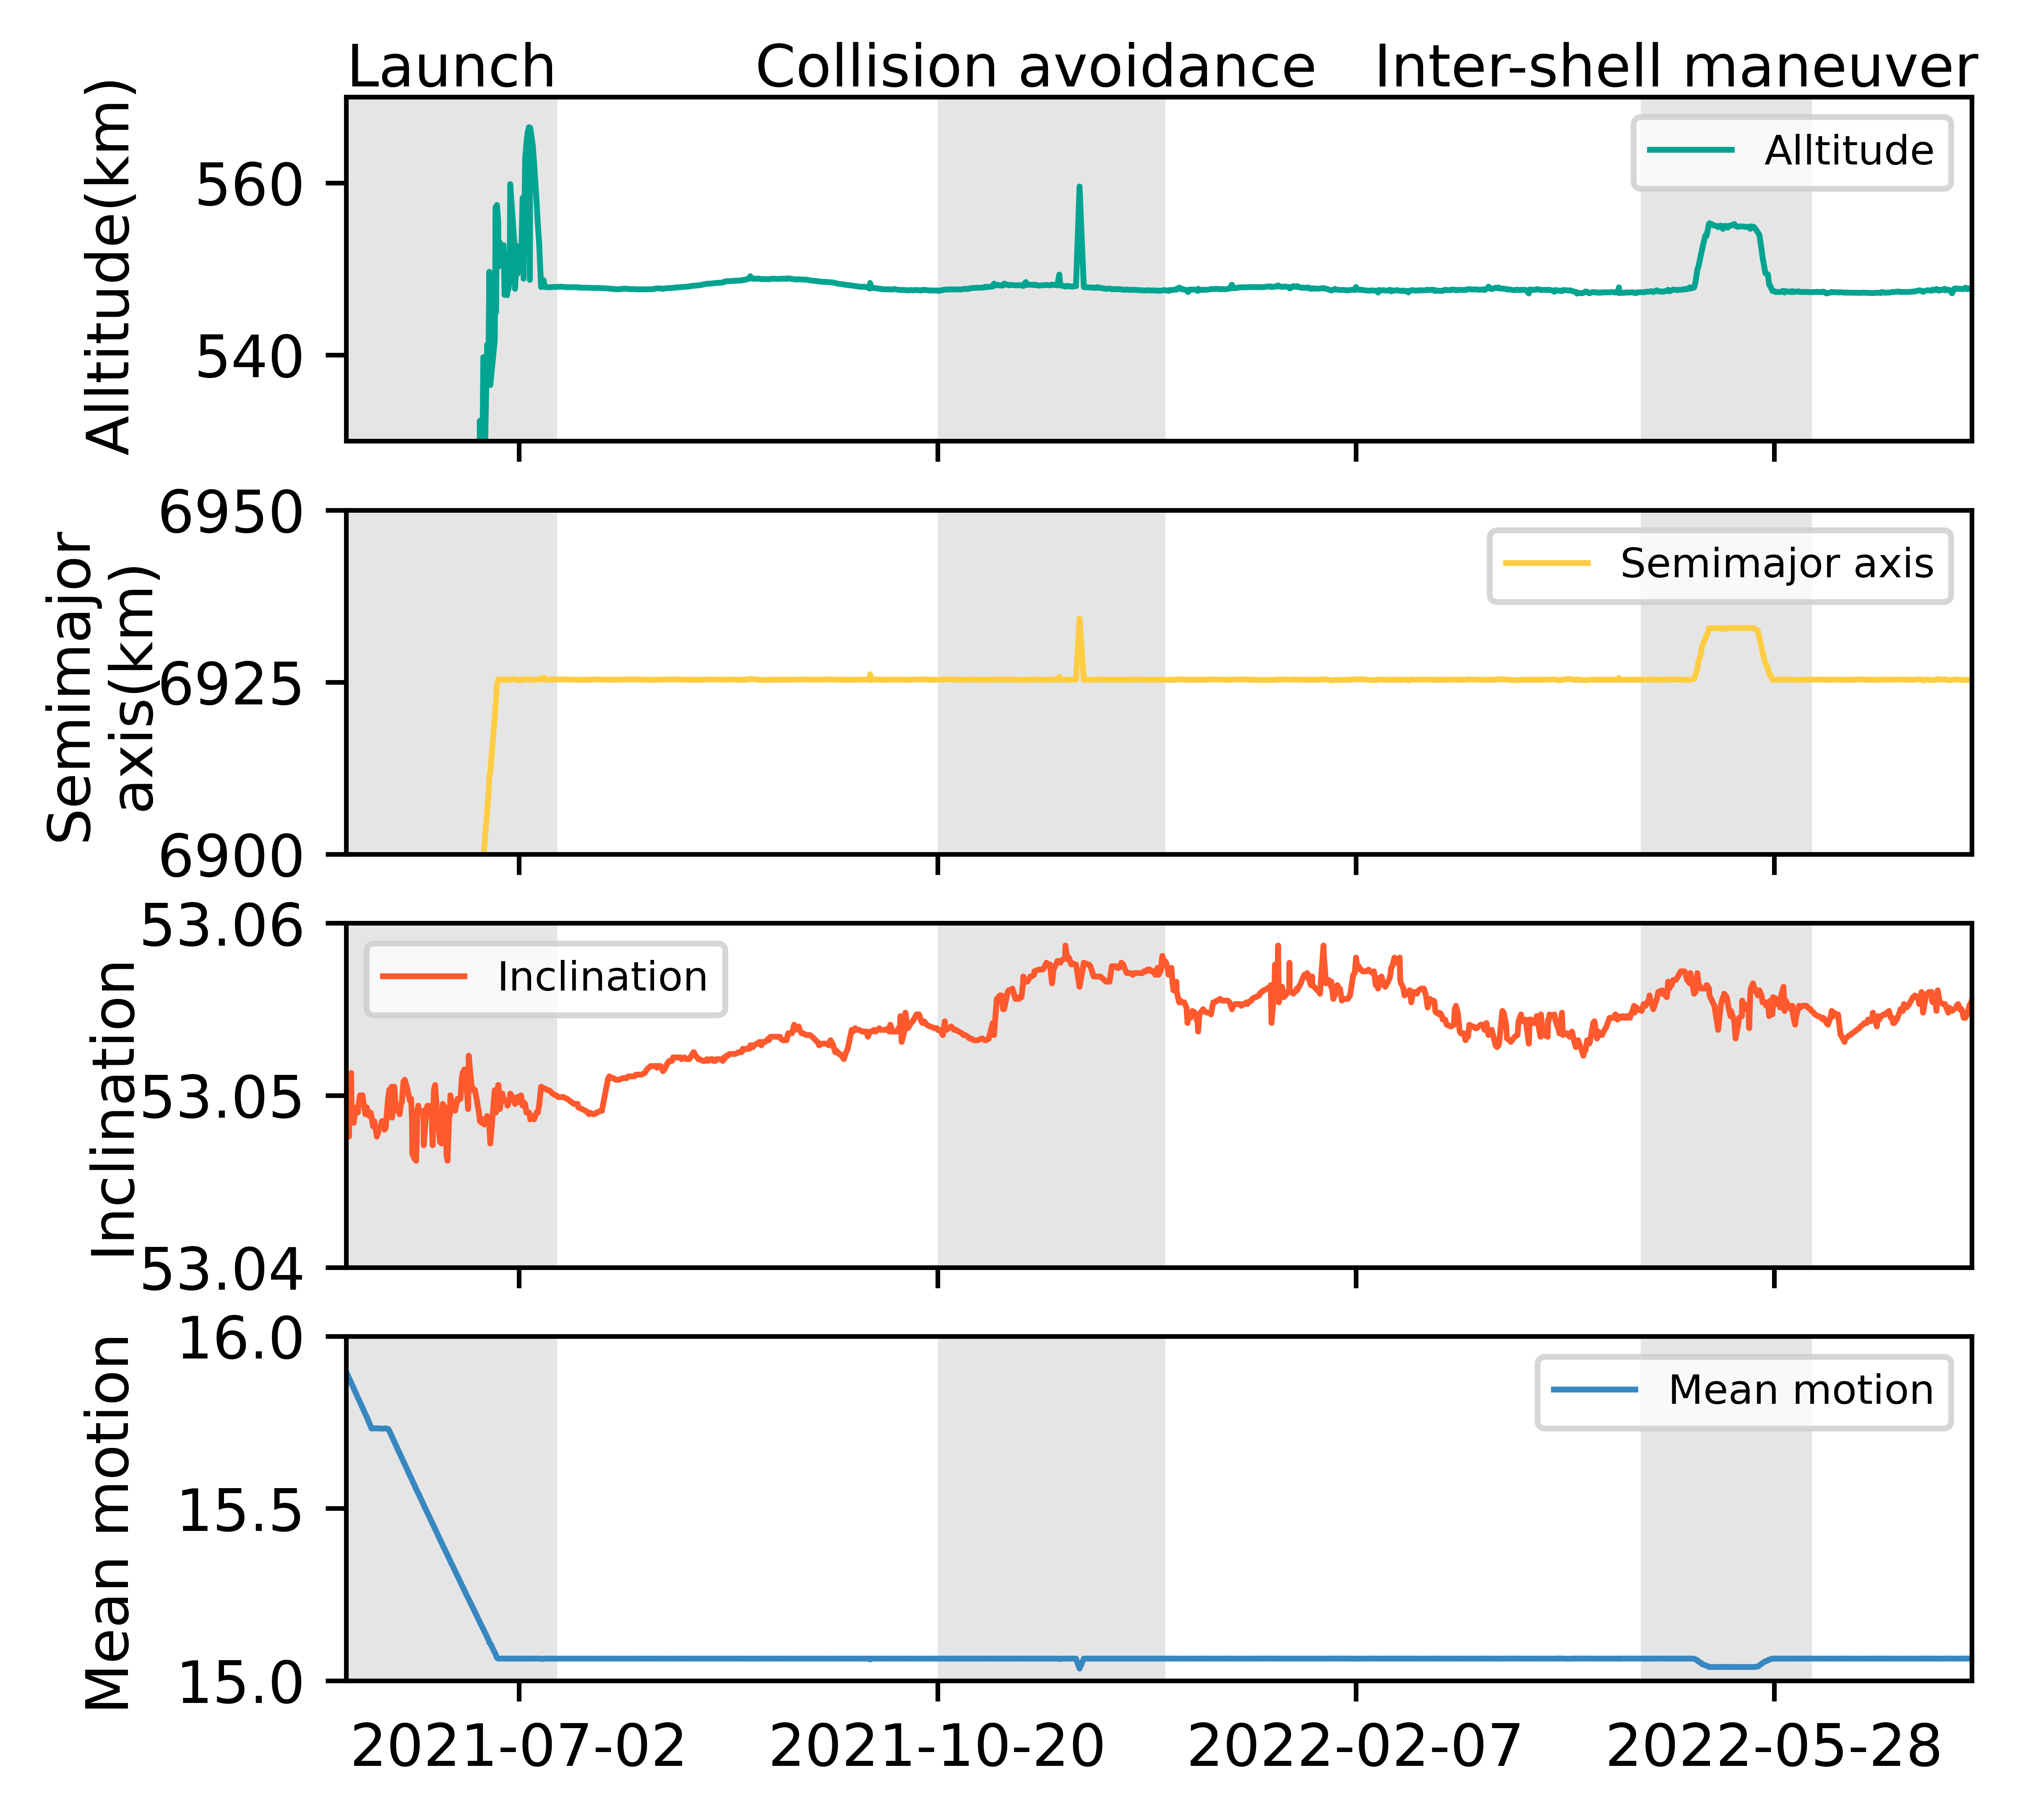 Launch Collision avoidance Inter-shell maneuver
Alltitude(km)
560
540
Alltitude
Semimajor
axis(km)
6950
6925
6900
Semimajor axis
Inclination
53.06
53.05
53.04
Inclination
Mean motion
16.0
15.5
15.0
Mean motion
2021-07-02 2021-10-20 2022-02-07 2022-05-28